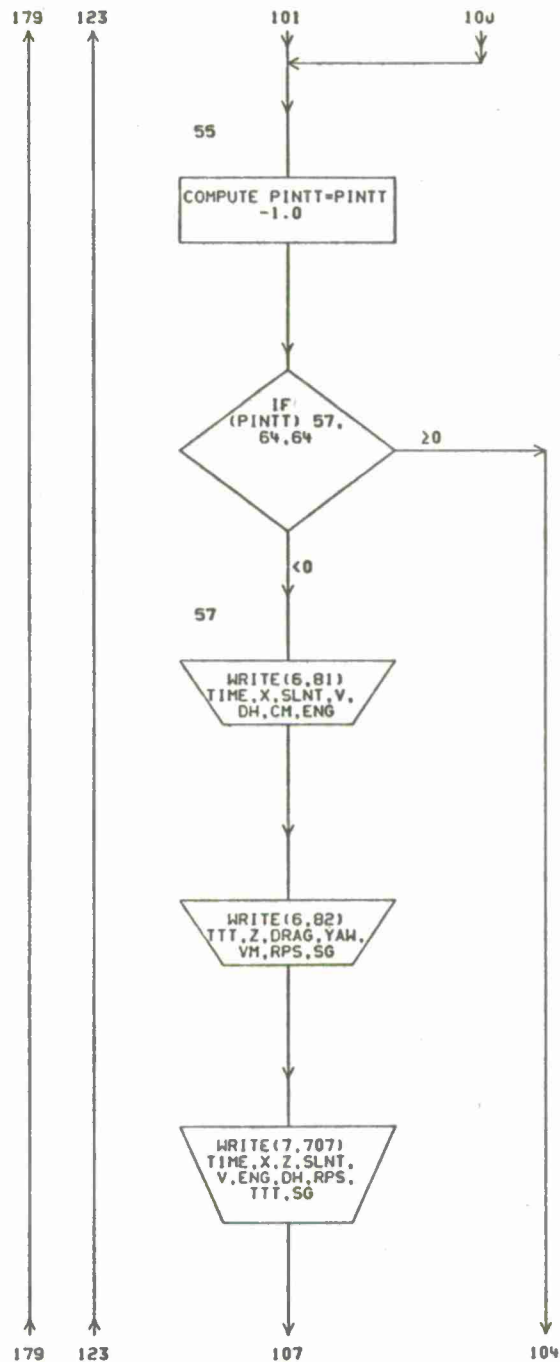 179 123 101 100
55
COMPUTE PINTT=PINTT
-1.0
IF
(PINTT) 57,
64,64
≥0
<0
57
WRITE(6,81)
TIME,X,SLNT,V,
DH,CM,ENG
WRITE(6,82)
TTT,Z,DRAG,YAW,
VM,RPS,SG
WRITE(7,707)
TIME,X,Z,SLNT,
V,ENG,DH,RPS,
TTT,SG
179 123 107 104